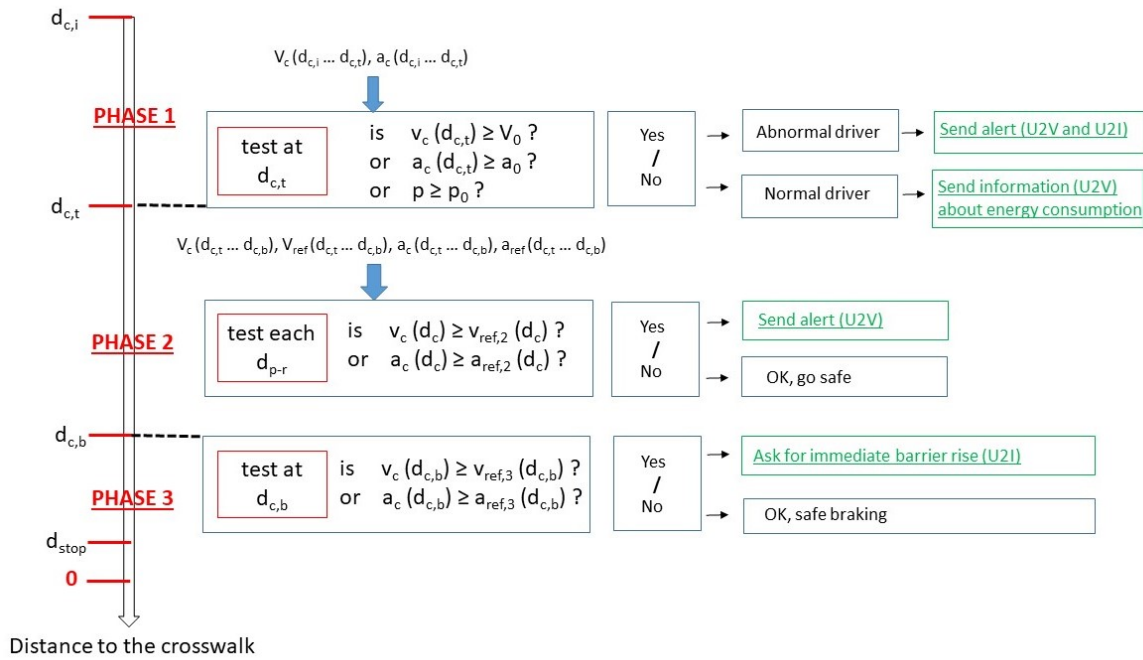 d_c,i
V_c (d_c,i ... d_c,t), a_c (d_c,i ... d_c,t)
PHASE 1
test at
d_c,t
is v_c (d_c,t) ≥ V_0 ?
or a_c (d_c,t) ≥ a_0 ?
or p ≥ p_0 ?
Yes
/
No
Abnormal driver
Send alert (U2V and U2I)
Normal driver
Send information (U2V)
about energy consumption
d_c,t
V_c (d_c,t ... d_c,b), V_ref (d_c,t ... d_c,b), a_c (d_c,t ... d_c,b), a_ref (d_c,t ... d_c,b)
PHASE 2
test each
d_p-r
is v_c (d_c) ≥ v_ref,2 (d_c) ?
or a_c (d_c) ≥ a_ref,2 (d_c) ?
Yes
/
No
Send alert (U2V)
OK, go safe
d_c,b
PHASE 3
test at
d_c,b
is v_c (d_c,b) ≥ v_ref,3 (d_c,b) ?
or a_c (d_c,b) ≥ a_ref,3 (d_c,b) ?
Yes
/
No
Ask for immediate barrier rise (U2I)
OK, safe braking
d_stop
0
Distance to the crosswalk